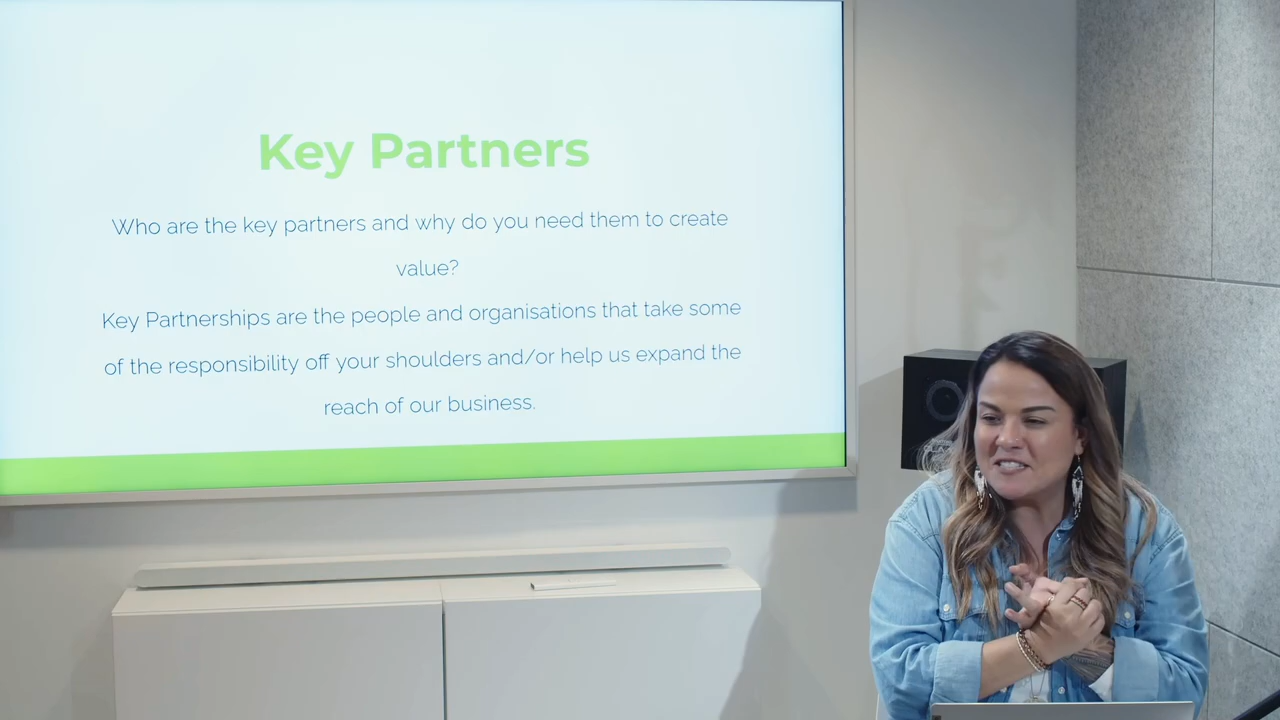 Key Partners
Who are the key partners and why do you need them to create
value?
Key Partnerships are the people and organisations that take some
of the responsibility off your shoulders and/or help us expand the
reach of our business.